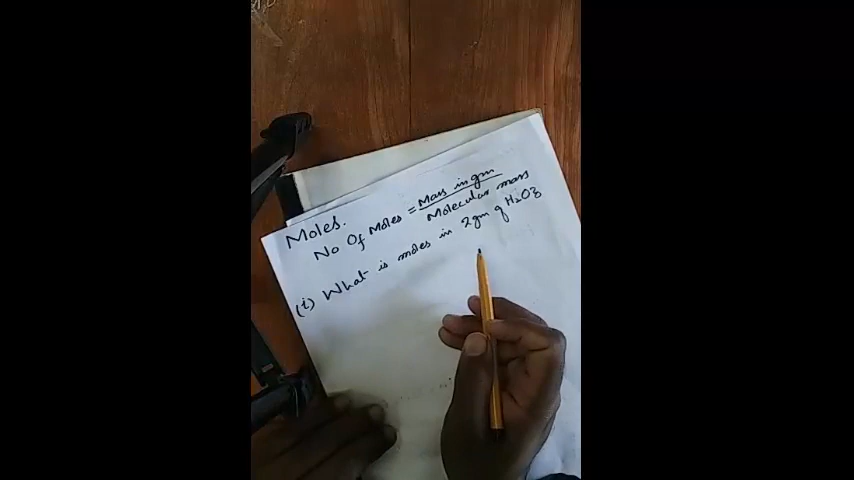 Moles.
No Of Moles = Mass in gm
Molecular mass
(i) What is moles in 2gm of H₂O₃